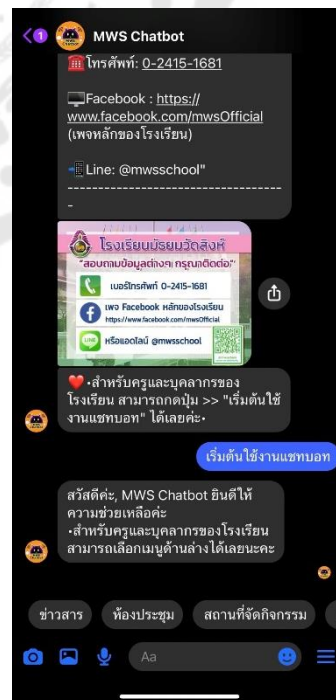 1
MWS Chatbot
☎️โทรศัพท์: 0-2415-1681
🖥️Facebook : https://
www.facebook.com/mwsOfficial
(เพจหลักของโรงเรียน)
📲Line: @mwsschool"
-----------------------------------
-
โรงเรียนมัธยมวัดสิงห์
"สอบถามข้อมูลต่างๆ กรุณาติดต่อ"
เบอร์โทรศัพท์ 0-2415-1681
เพจ Facebook หลักของโรงเรียน
https://www.facebook.com/mwsOfficial
หรือแอดไลน์ @mwsschool
❤️•สำหรับครูและบุคลากรของ
โรงเรียน สามารถกดปุ่ม >> "เริ่มต้นใช้
งานแชทบอท" ได้เลยค่ะ•
เริ่มต้นใช้งานแชทบอท
สวัสดีค่ะ, MWS Chatbot ยินดีให้
ความช่วยเหลือค่ะ
•สำหรับครูและบุคลากรของโรงเรียน
สามารถเลือกเมนูด้านล่างได้เลยนะคะ
ข่าวสาร
ห้องประชุม
สถานที่จัดกิจกรรม
Aa